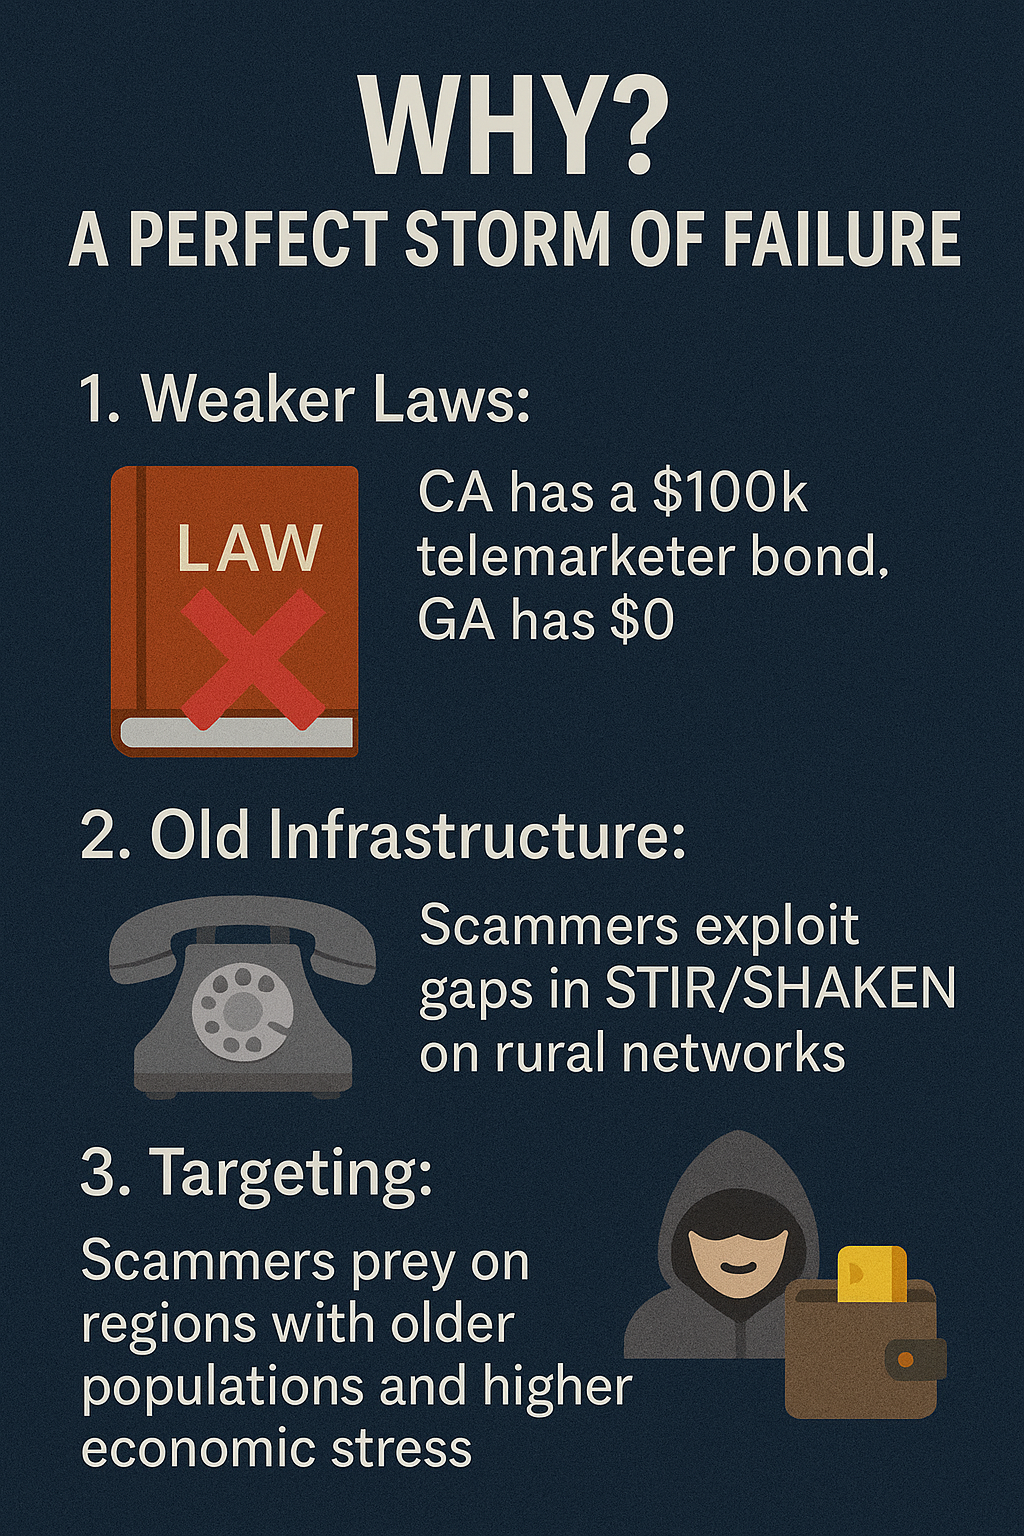 WHY?
A PERFECT STORM OF FAILURE
1. Weaker Laws:
LAW
CA has a $100k
telemarketer bond,
GA has $0
2. Old Infrastructure:
Scammers exploit
gaps in STIR/SHAKEN
on rural networks
3. Targeting:
Scammers prey on
regions with older
populations and higher
economic stress